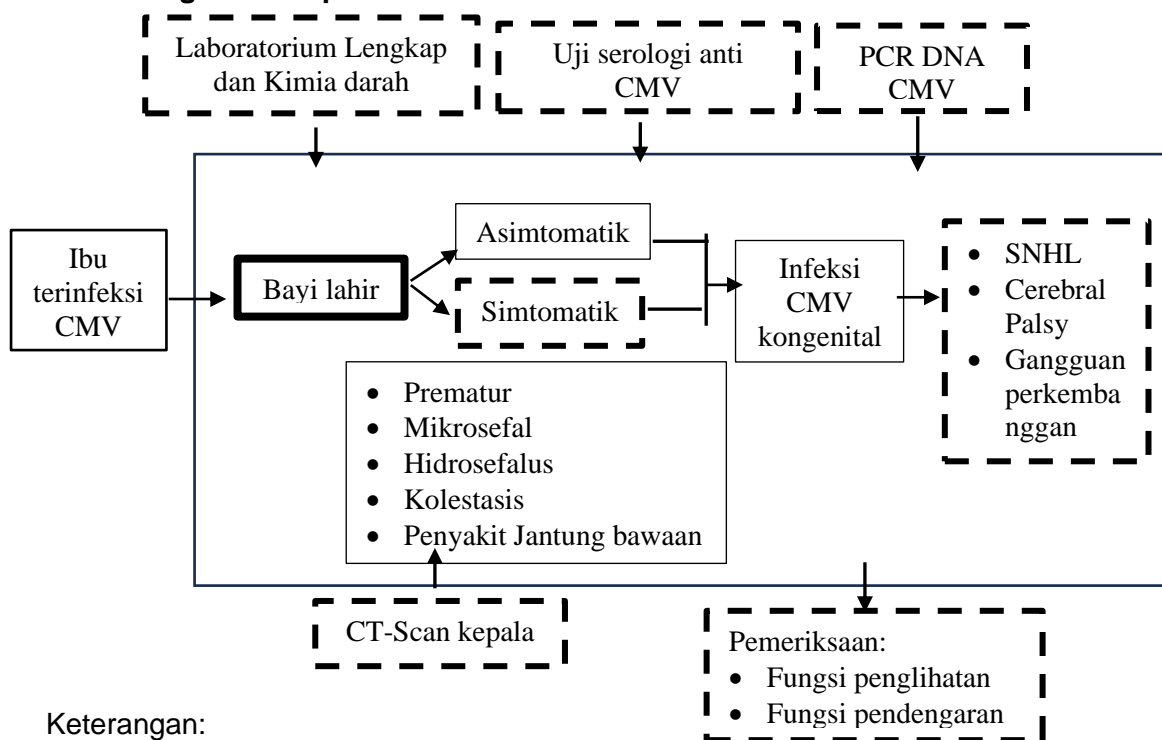 Laboratorium Lengkap
dan Kimia darah
Uji serologi anti
CMV
PCR DNA
CMV
Ibu
terinfeksi
CMV
Bayi lahir
Asimtomatik
Simtomatik
Infeksi
CMV
kongenital
• SNHL
• Cerebral
Palsy
• Gangguan
perkemba
nggan
• Prematur
• Mikrosefal
• Hidrosefalus
• Kolestasis
• Penyakit Jantung bawaan
CT-Scan kepala
Pemeriksaan:
• Fungsi penglihatan
• Fungsi pendengaran
Keterangan: